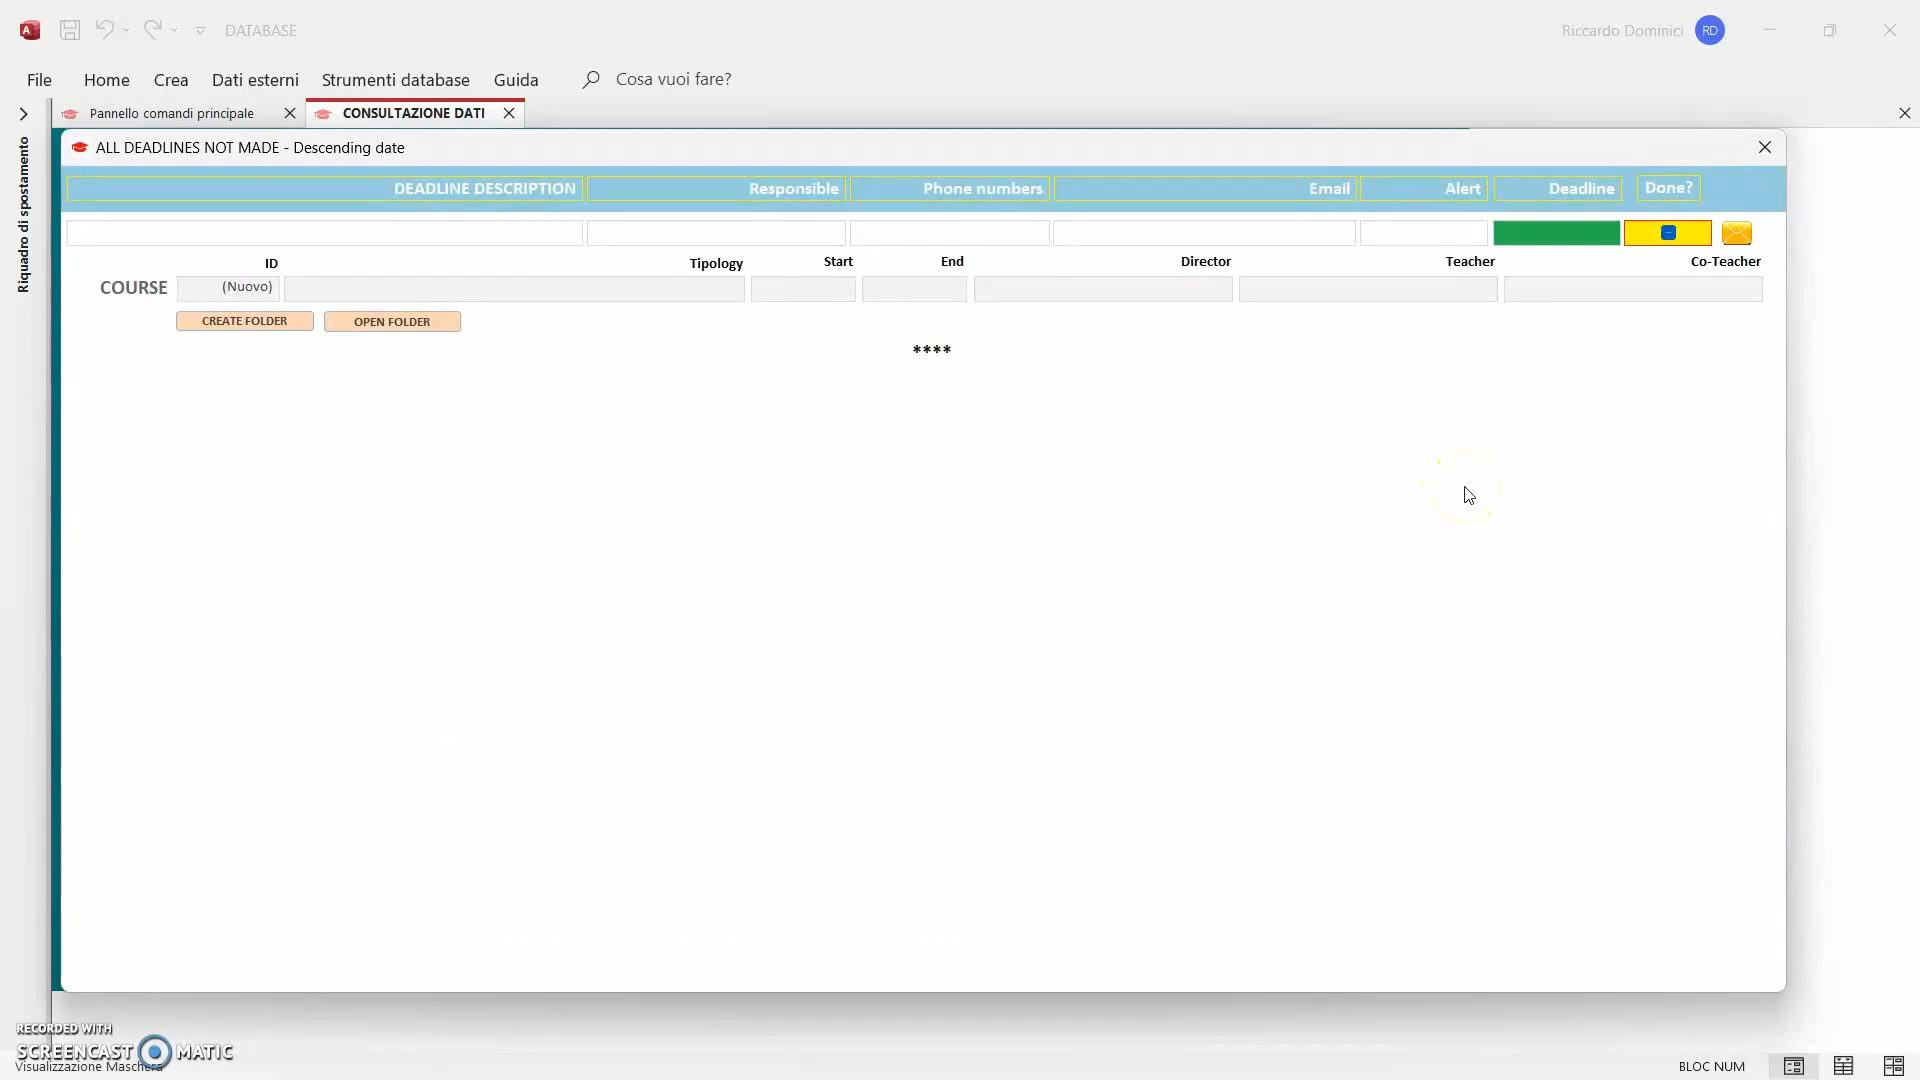 A
DATABASE
Riccardo Dominici RD
File Home Crea Dati esterni Strumenti database Guida Cosa vuoi fare?
Pannello comandi principale CONSULTAZIONE DATI
Riquadro di spostamento
ALL DEADLINES NOT MADE - Descending date
DEADLINE DESCRIPTION Responsible Phone numbers Email Alert Deadline Done?
ID Tipology Start End Director Teacher Co-Teacher
COURSE (Nuovo)
CREATE FOLDER OPEN FOLDER
****
RECORDED WITH
SCREENCAST MATIC
Visualizzazione Maschera
BLOC NUM